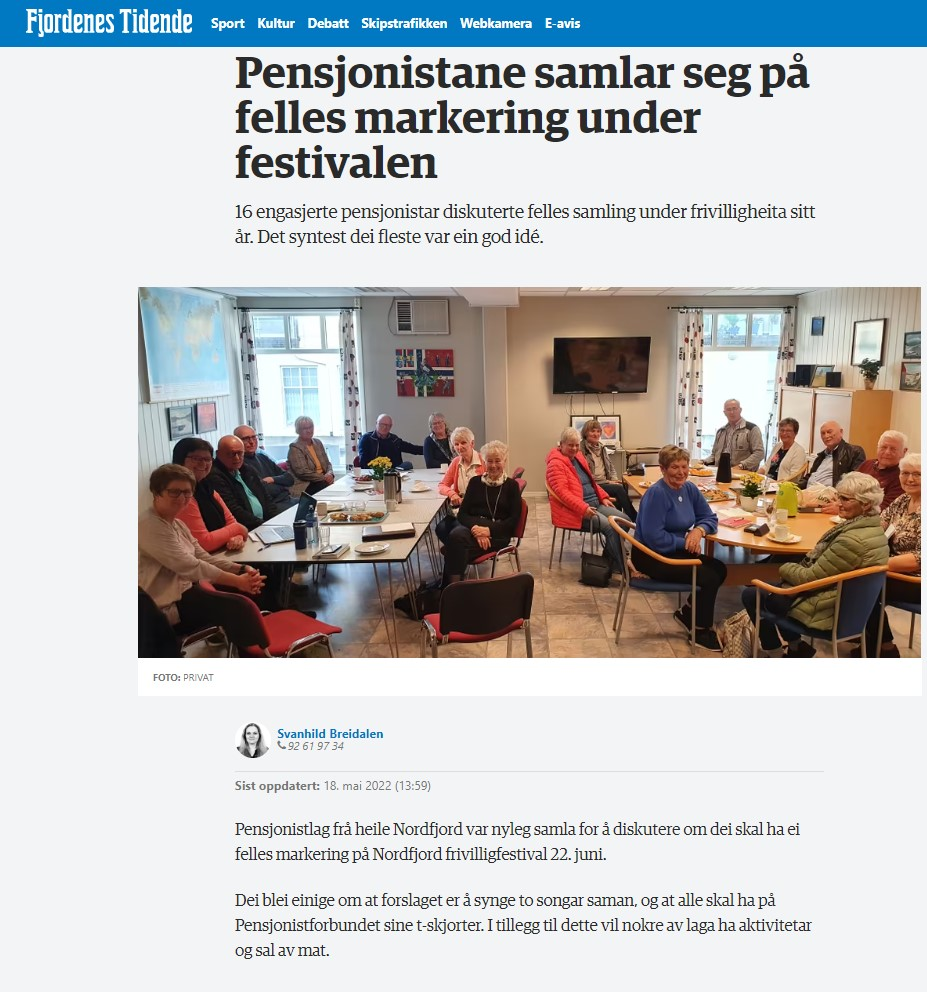 Fjordenes Tidende Sport Kultur Debatt Skipstrafikken Webkamera E-avis
Pensjonistane samlar seg på
felles markering under
festivalen
16 engasjerte pensjonistar diskuterte felles samling under frivilligheita sitt
år. Det syntest dei fleste var ein god idé.
FOTO: PRIVAT
Svanhild Breidalen
92 61 97 34
Sist oppdatert: 18. mai 2022 (13:59)
Pensjonistlag frå heile Nordfjord var nyleg samla for å diskutere om dei skal ha ei
felles markering på Nordfjord frivilligfestival 22. juni.
Dei blei einige om at forslaget er å synge to songar saman, og at alle skal ha på
Pensjonistforbundet sine t-skjorter. I tillegg til dette vil nokre av laga ha aktivitetar
og sal av mat.